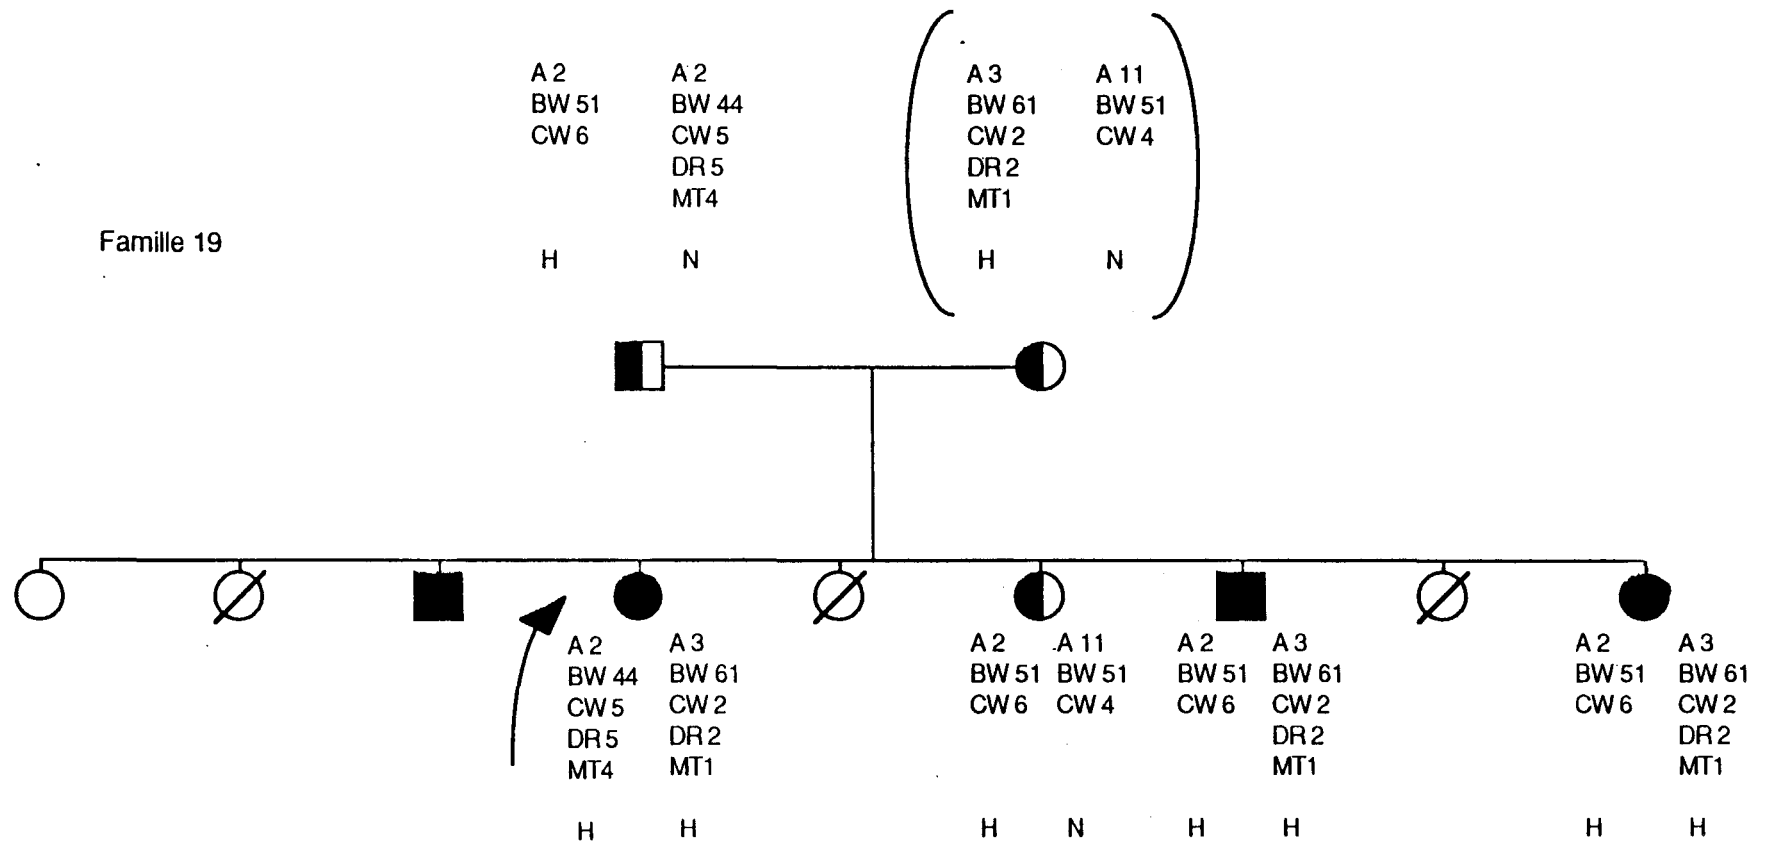 A 2 A 2 A 3 A 11
BW 51 BW 44 BW 61 BW 51
CW 6 CW 5 CW 2 CW 4
DR 5 DR 2
MT4 MT1
Famille 19
H N H N
A 2 A 3 A 2 A 11 A 2 A 3 A 2 A 3
BW 44 BW 61 BW 51 BW 51 BW 51 BW 61 BW 51 BW 61
CW 5 CW 2 CW 6 CW 4 CW 6 CW 2 CW 6 CW 2
DR 5 DR 2 DR 2 DR 2
MT4 MT1 MT1 MT1
H H H N H H H H